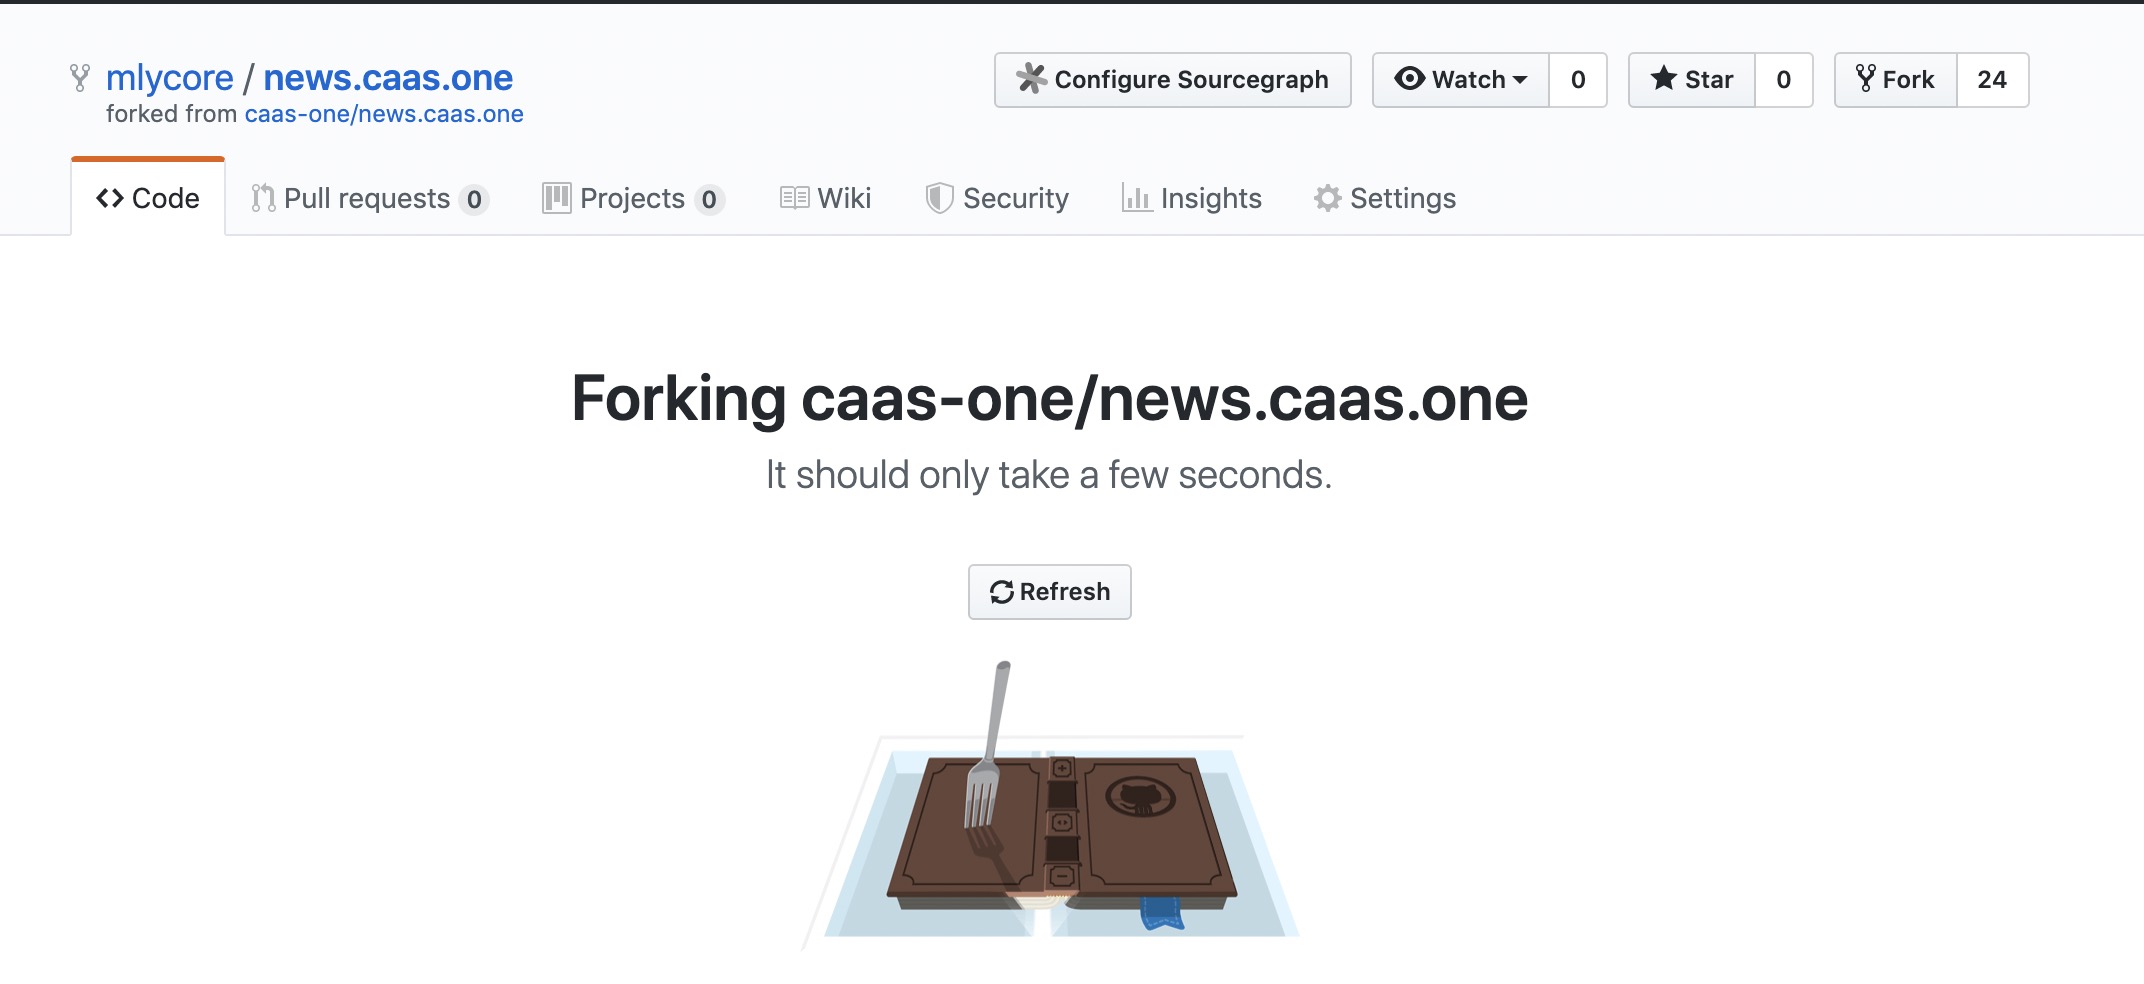 mlycore / news.caas.one
forked from caas-one/news.caas.one
Configure Sourcegraph
Watch 0
Star 0
Fork 24
Code
Pull requests 0
Projects 0
Wiki
Security
Insights
Settings
Forking caas-one/news.caas.one
It should only take a few seconds.
Refresh